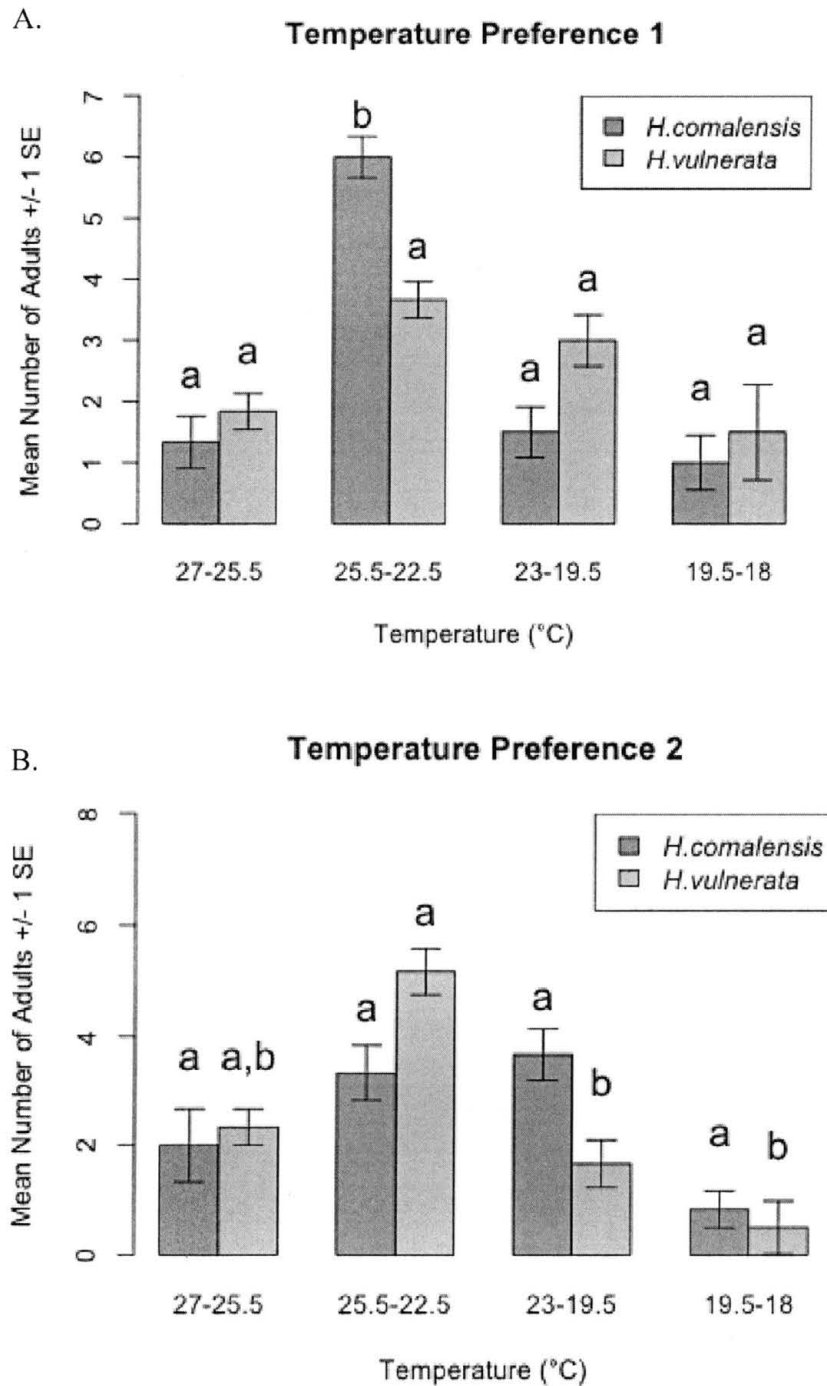 A.
Temperature Preference 1
Mean Number of Adults +/- 1 SE
7
6
5
4
3
2
1
0
H.comalensis
H.vulnerata
a
a
b
a
a
a
a
a
27-25.5
25.5-22.5
23-19.5
19.5-18
Temperature (°C)
B.
Temperature Preference 2
Mean Number of Adults +/- 1 SE
8
6
4
2
0
H.comalensis
H.vulnerata
a
a,b
a
a
a
b
a
b
27-25.5
25.5-22.5
23-19.5
19.5-18
Temperature (°C)